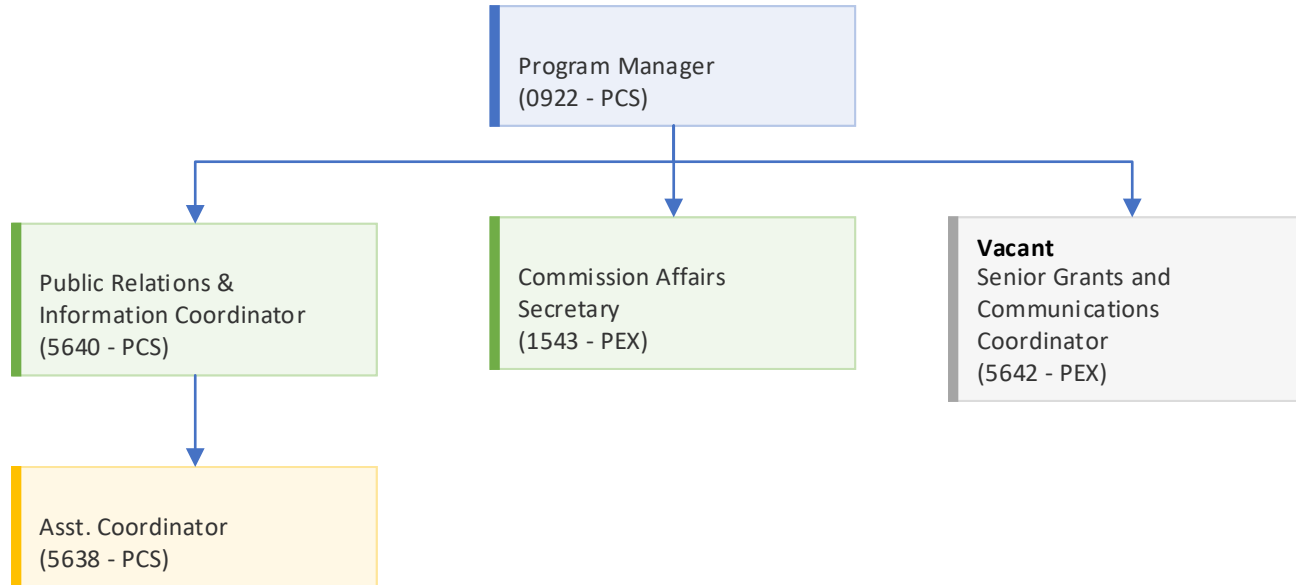 Program Manager
(0922 - PCS)
Public Relations &
Information Coordinator
(5640 - PCS)
Commission Affairs
Secretary
(1543 - PEX)
Vacant
Senior Grants and
Communications
Coordinator
(5642 - PEX)
Asst. Coordinator
(5638 - PCS)